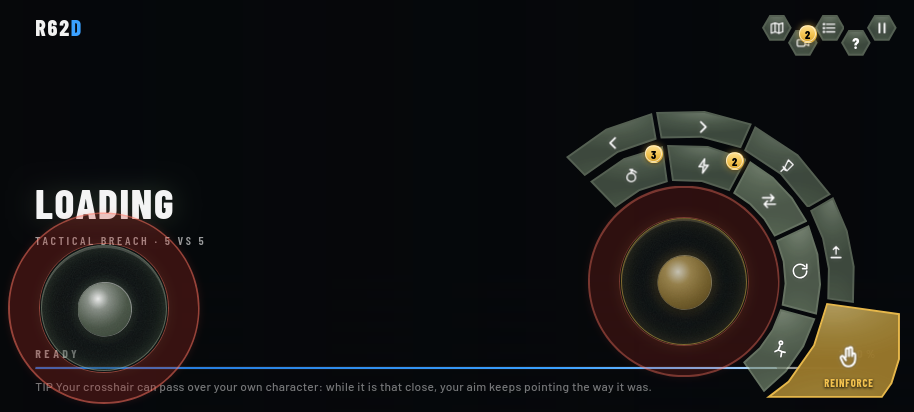 R62D
2
?
3
2
LOADING
TACTICAL BREACH · 5 VS 5
READY
REINFORCE
TIP Your crosshair can pass over your own character: while it is that close, your aim keeps pointing the way it was.